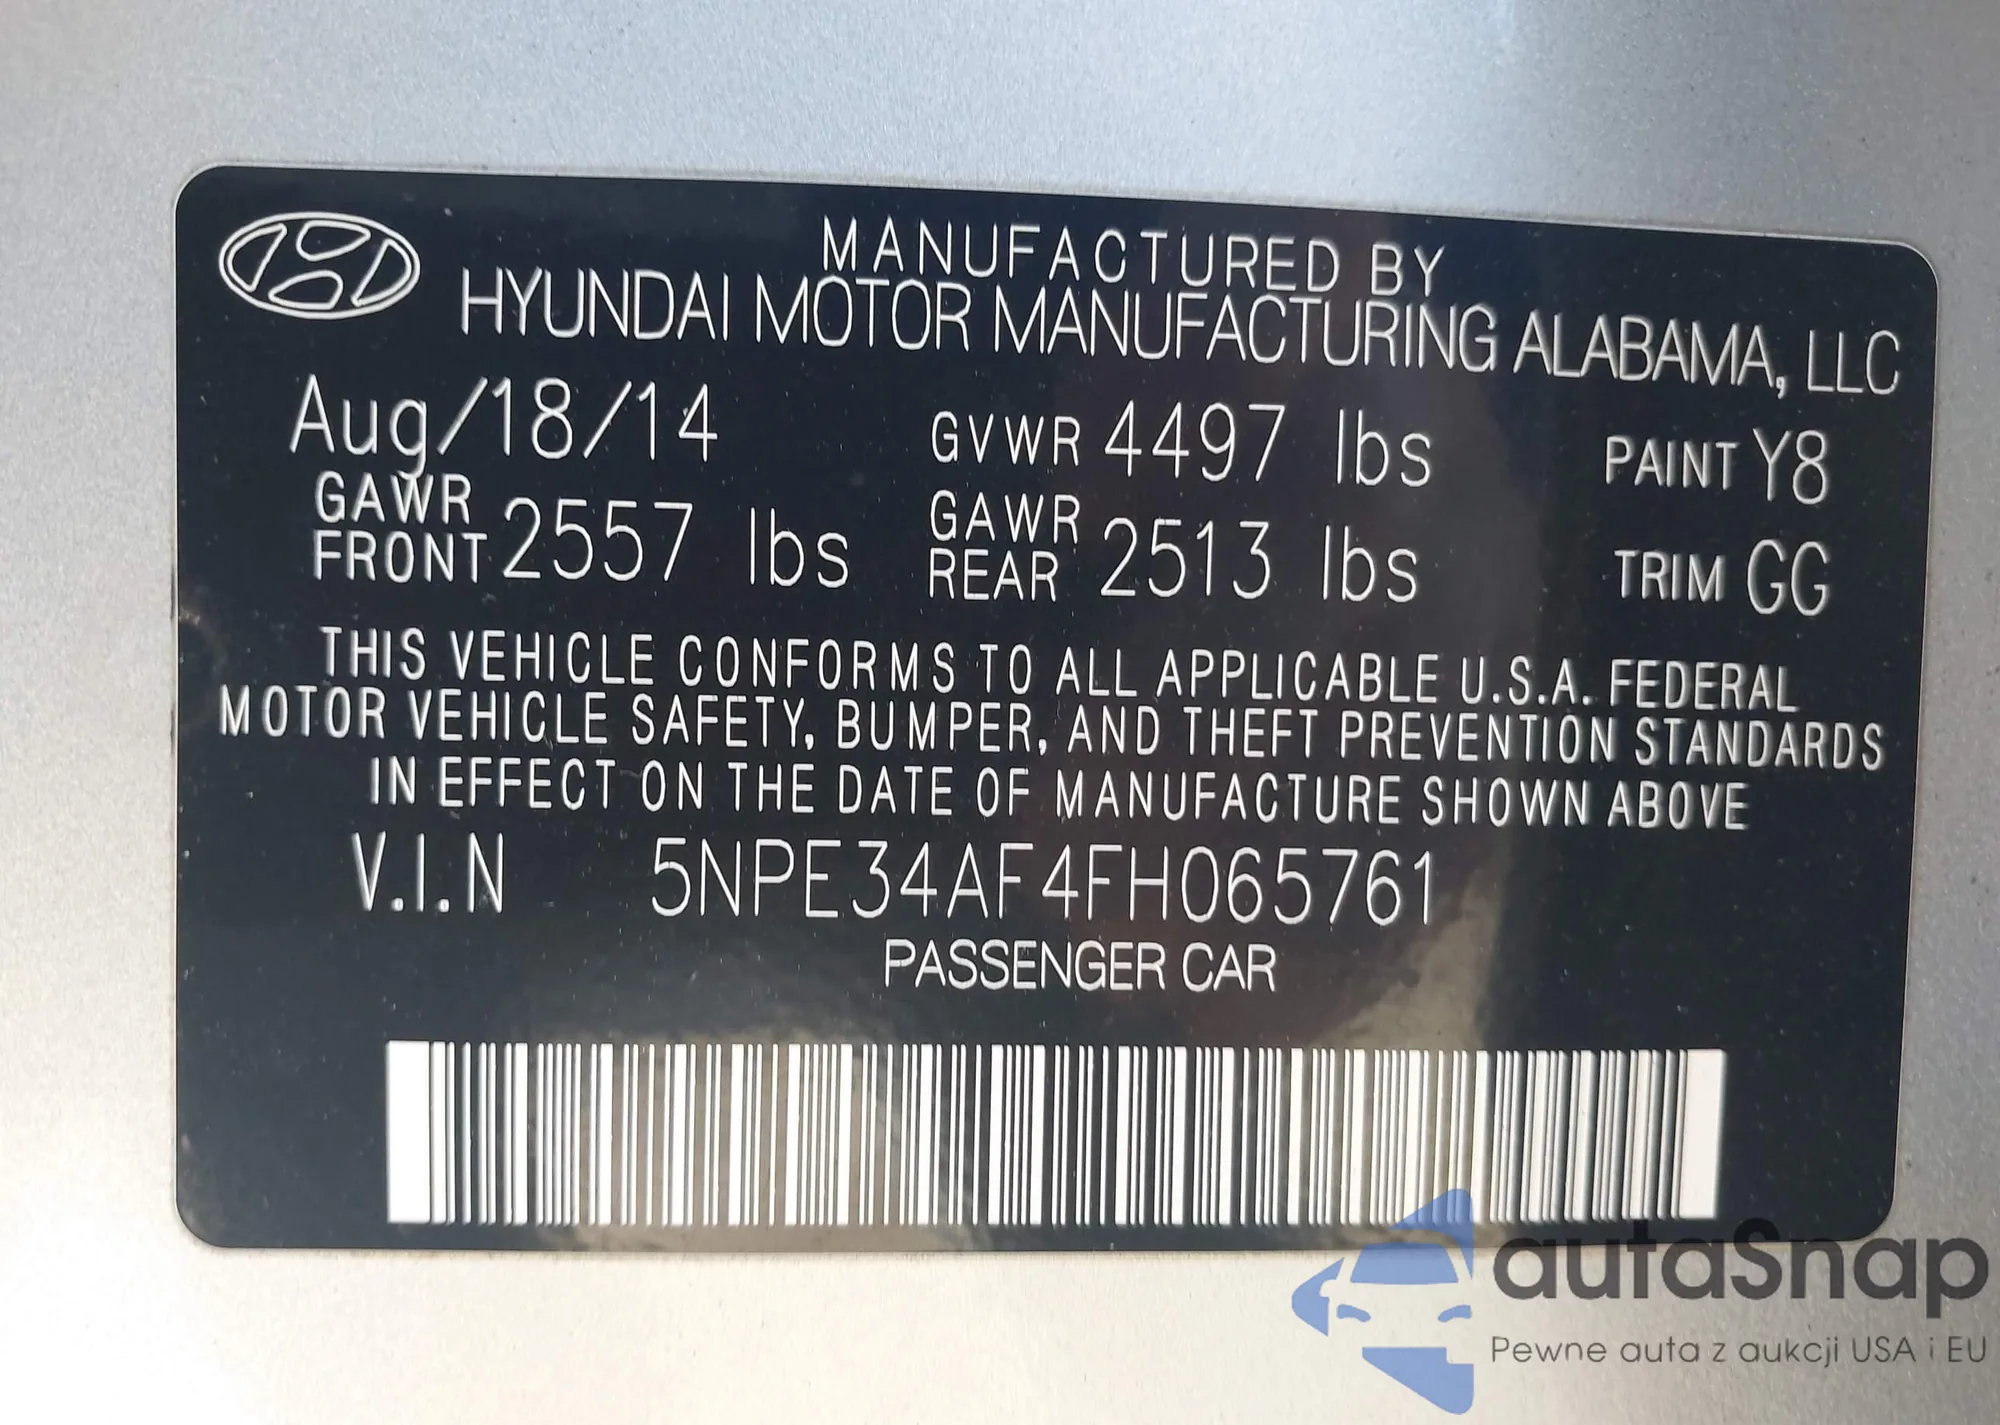 MANUFACTURED BY
HYUNDAI MOTOR MANUFACTURING ALABAMA, LLC
Aug/18/14 GVWR 4497 lbs PAINT Y8
GAWR FRONT 2557 lbs GAWR REAR 2513 lbs TRIM GG
THIS VEHICLE CONFORMS TO ALL APPLICABLE U.S.A. FEDERAL
MOTOR VEHICLE SAFETY, BUMPER, AND THEFT PREVENTION STANDARDS
IN EFFECT ON THE DATE OF MANUFACTURE SHOWN ABOVE
V.I.N 5NPE34AF4FH065761
PASSENGER CAR
autaSnap
Pewne auta z aukcji USA i EU